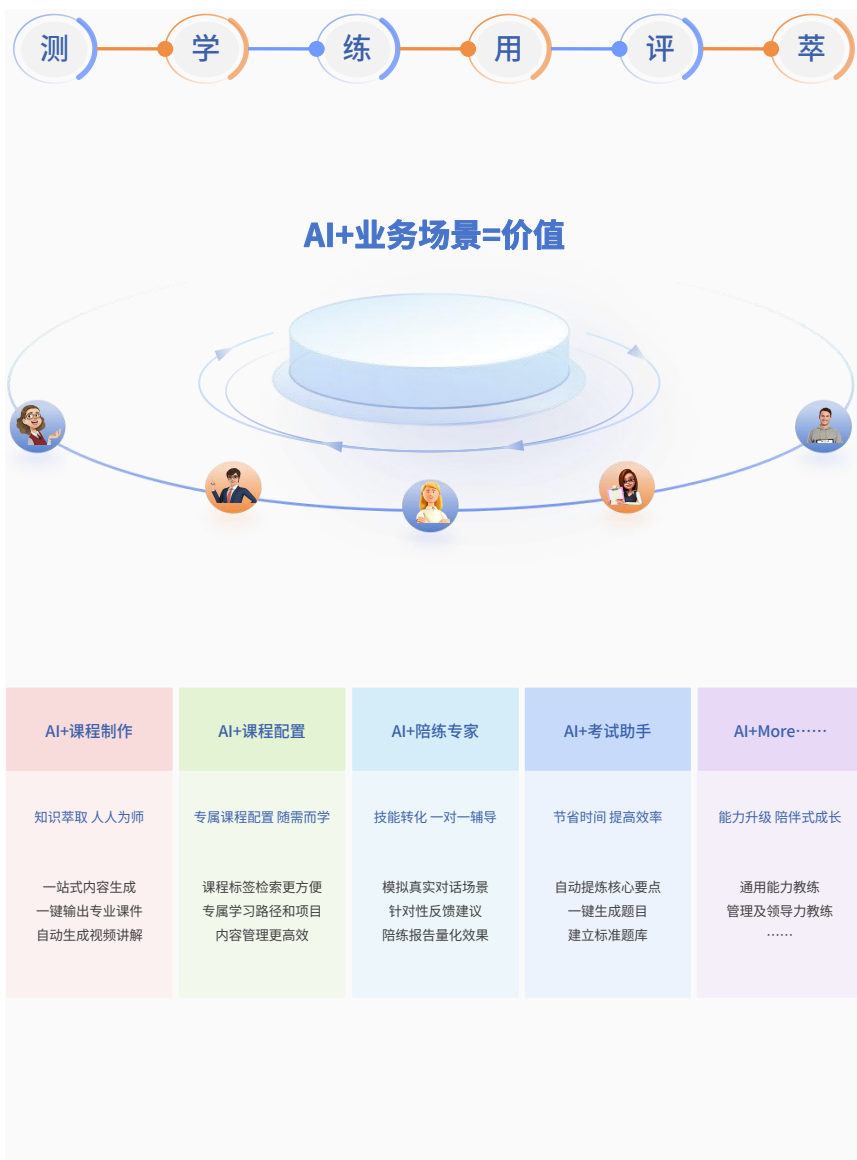 测 学 练 用 评 萃
AI+业务场景=价值
AI+课程制作
知识萃取 人人为师
一站式内容生成
一键输出专业课件
自动生成视频讲解
AI+课程配置
专属课程配置 随需而学
课程标签检索更方便
专属学习路径和项目
内容管理更高效
AI+陪练专家
技能转化 一对一辅导
模拟真实对话场景
针对性反馈建议
陪练报告量化效果
AI+考试助手
节省时间 提高效率
自动提炼核心要点
一键生成题目
建立标准题库
AI+More⋯⋯
能力升级 陪伴式成长
通用能力教练
管理及领导力教练
⋯⋯